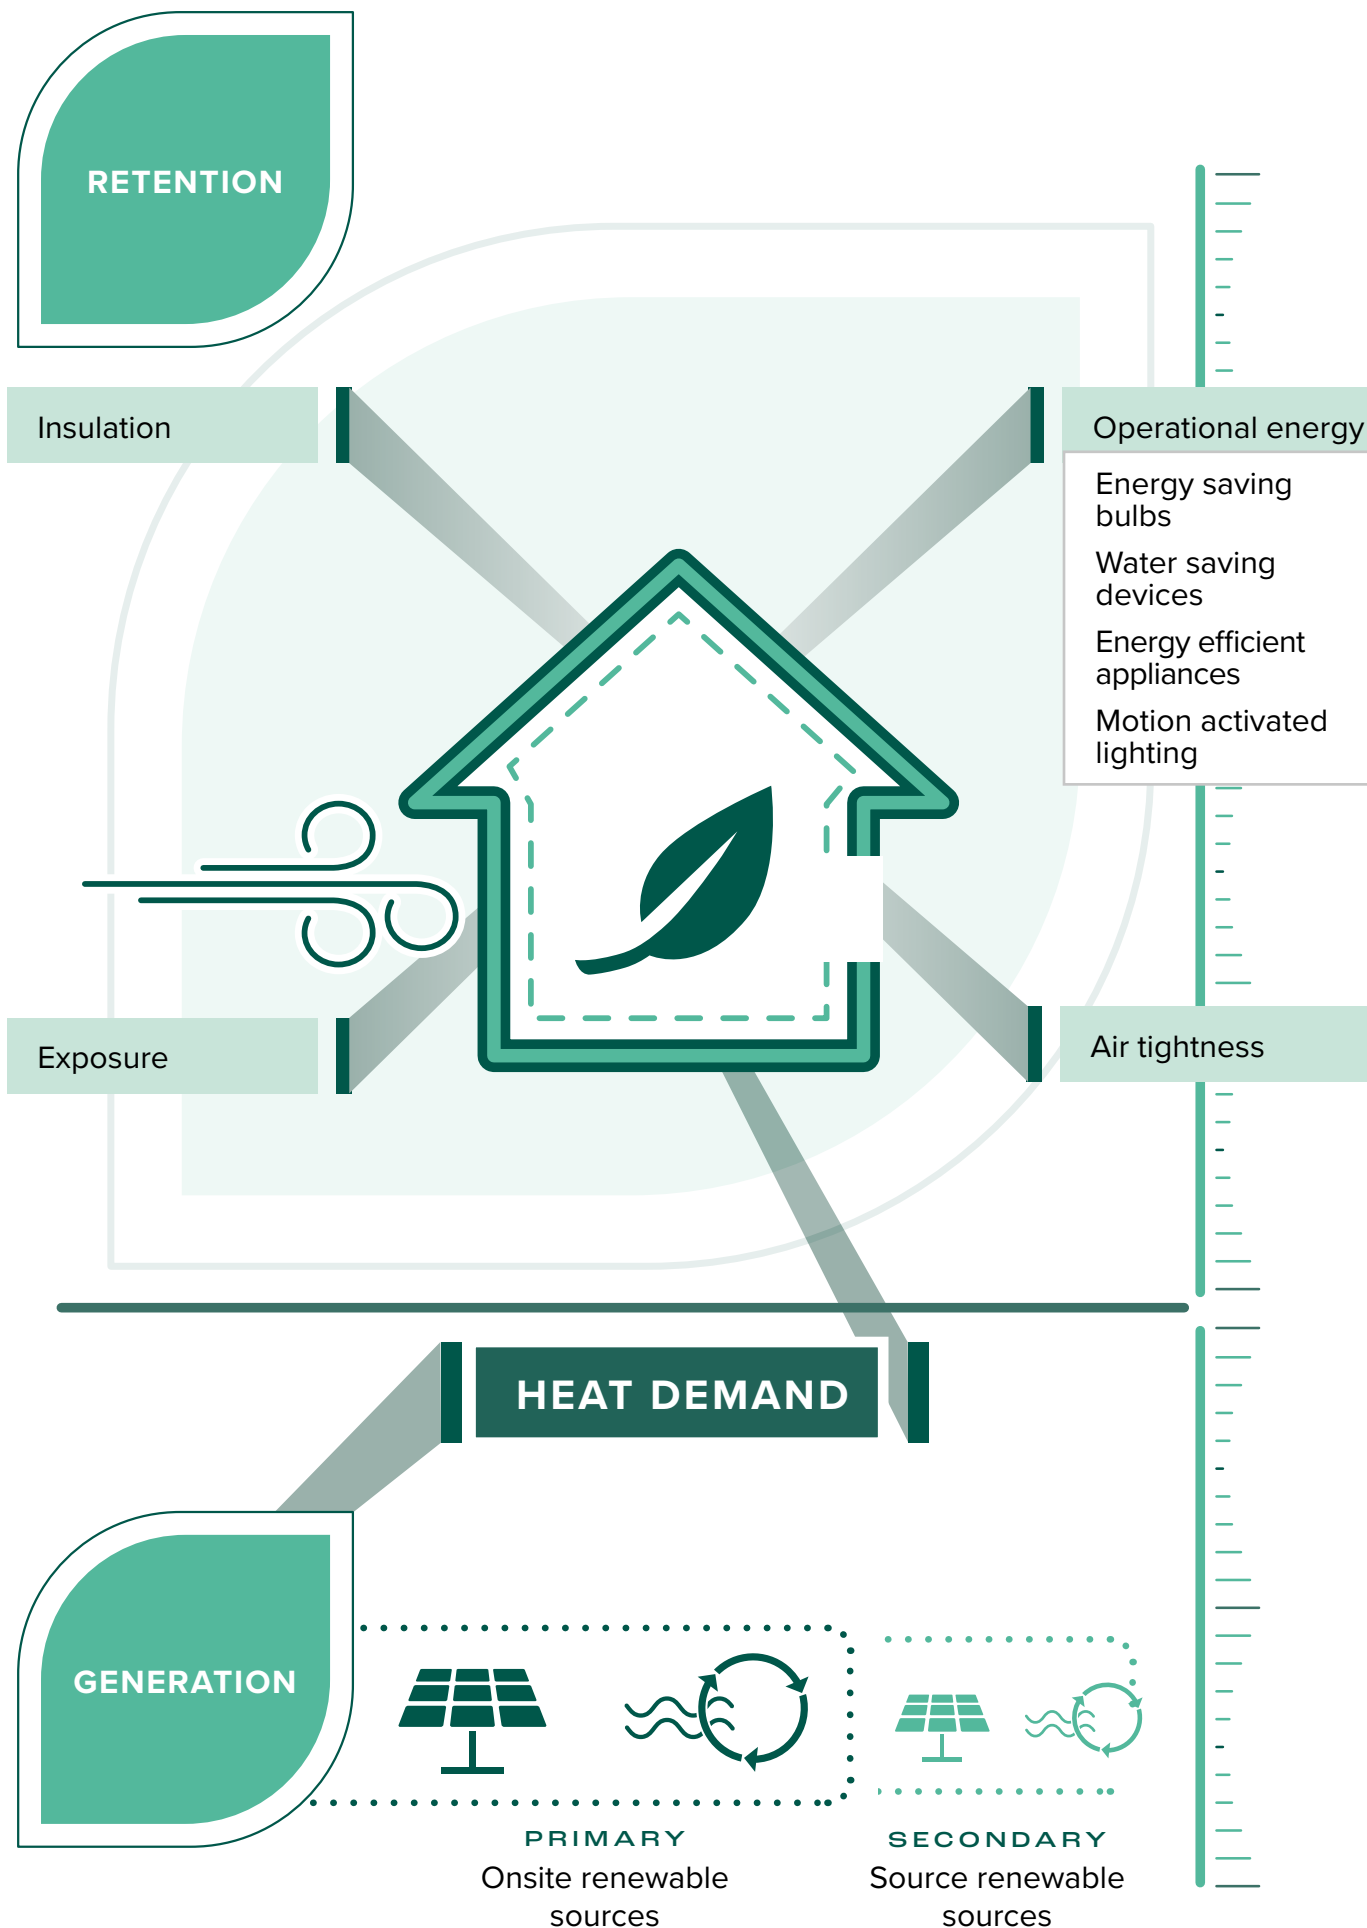 RETENTION
Insulation
Operational energy
Energy saving
bulbs
Water saving
devices
Energy efficient
appliances
Motion activated
lighting
Exposure
Air tightness
HEAT DEMAND
GENERATION
PRIMARY
Onsite renewable
sources
SECONDARY
Source renewable
sources